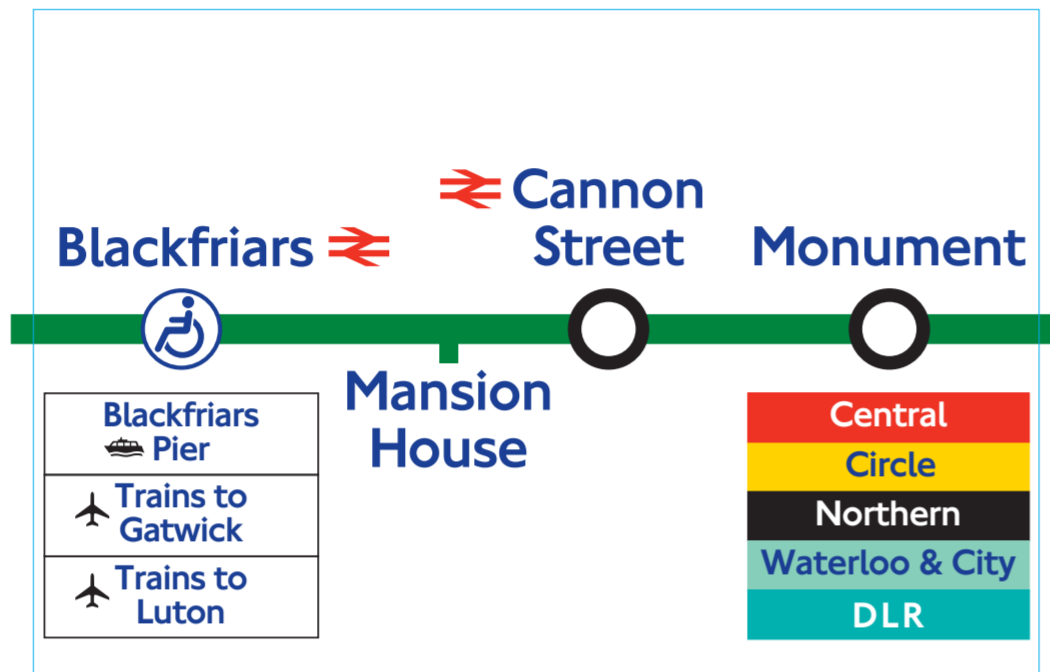 Blackfriars
Cannon
Street
Monument
Mansion
House
Blackfriars
Pier
Trains to
Gatwick
Trains to
Luton
Central
Circle
Northern
Waterloo & City
DLR